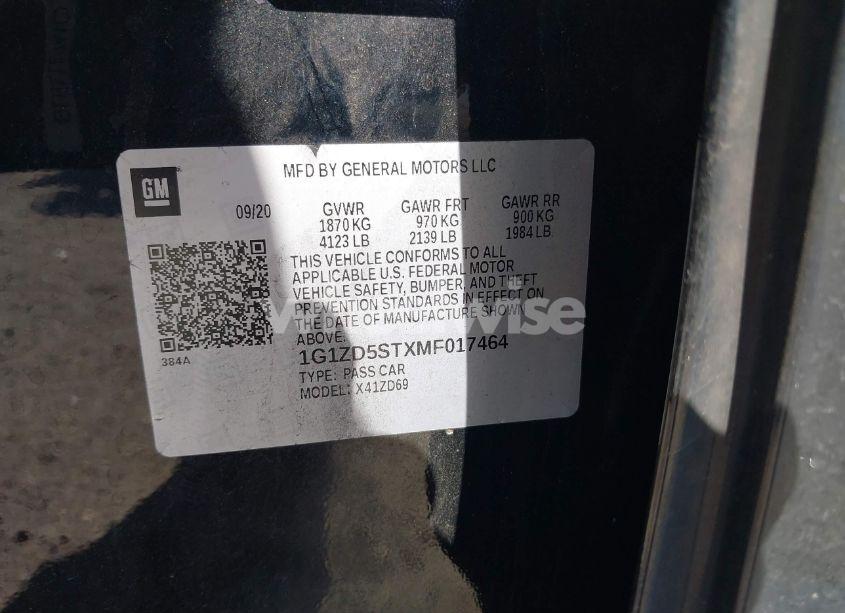 GM
MFD BY GENERAL MOTORS LLC
09/20
GVWR
1870 KG
4123 LB
GAWR FRT
970 KG
2139 LB
GAWR RR
900 KG
1984 LB
THIS VEHICLE CONFORMS TO ALL
APPLICABLE U.S. FEDERAL MOTOR
VEHICLE SAFETY, BUMPER, AND THEFT
PREVENTION STANDARDS IN EFFECT ON
THE DATE OF MANUFACTURE SHOWN
ABOVE.
384A
1G1ZD5STXMF017464
TYPE: PASS CAR
MODEL: X41ZD69